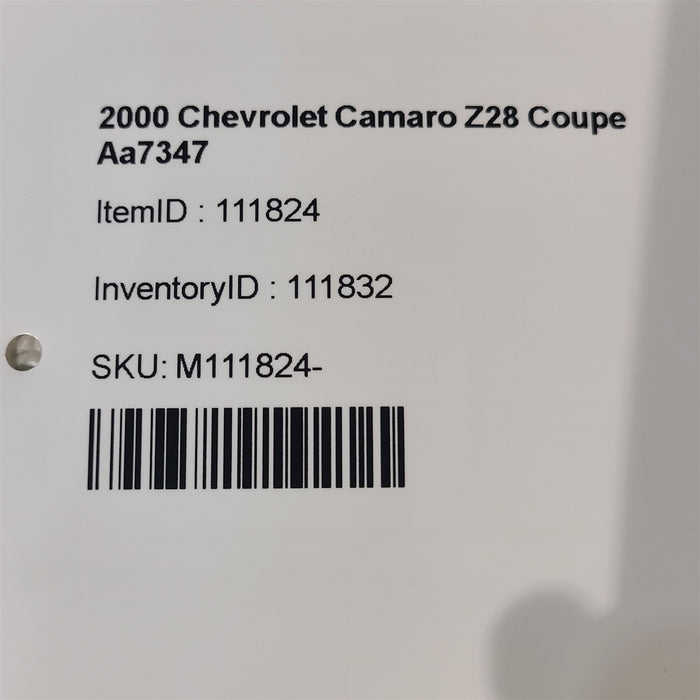 2000 Chevrolet Camaro Z28 Coupe
Aa7347
ItemID : 111824
InventoryID : 111832
SKU: M111824-